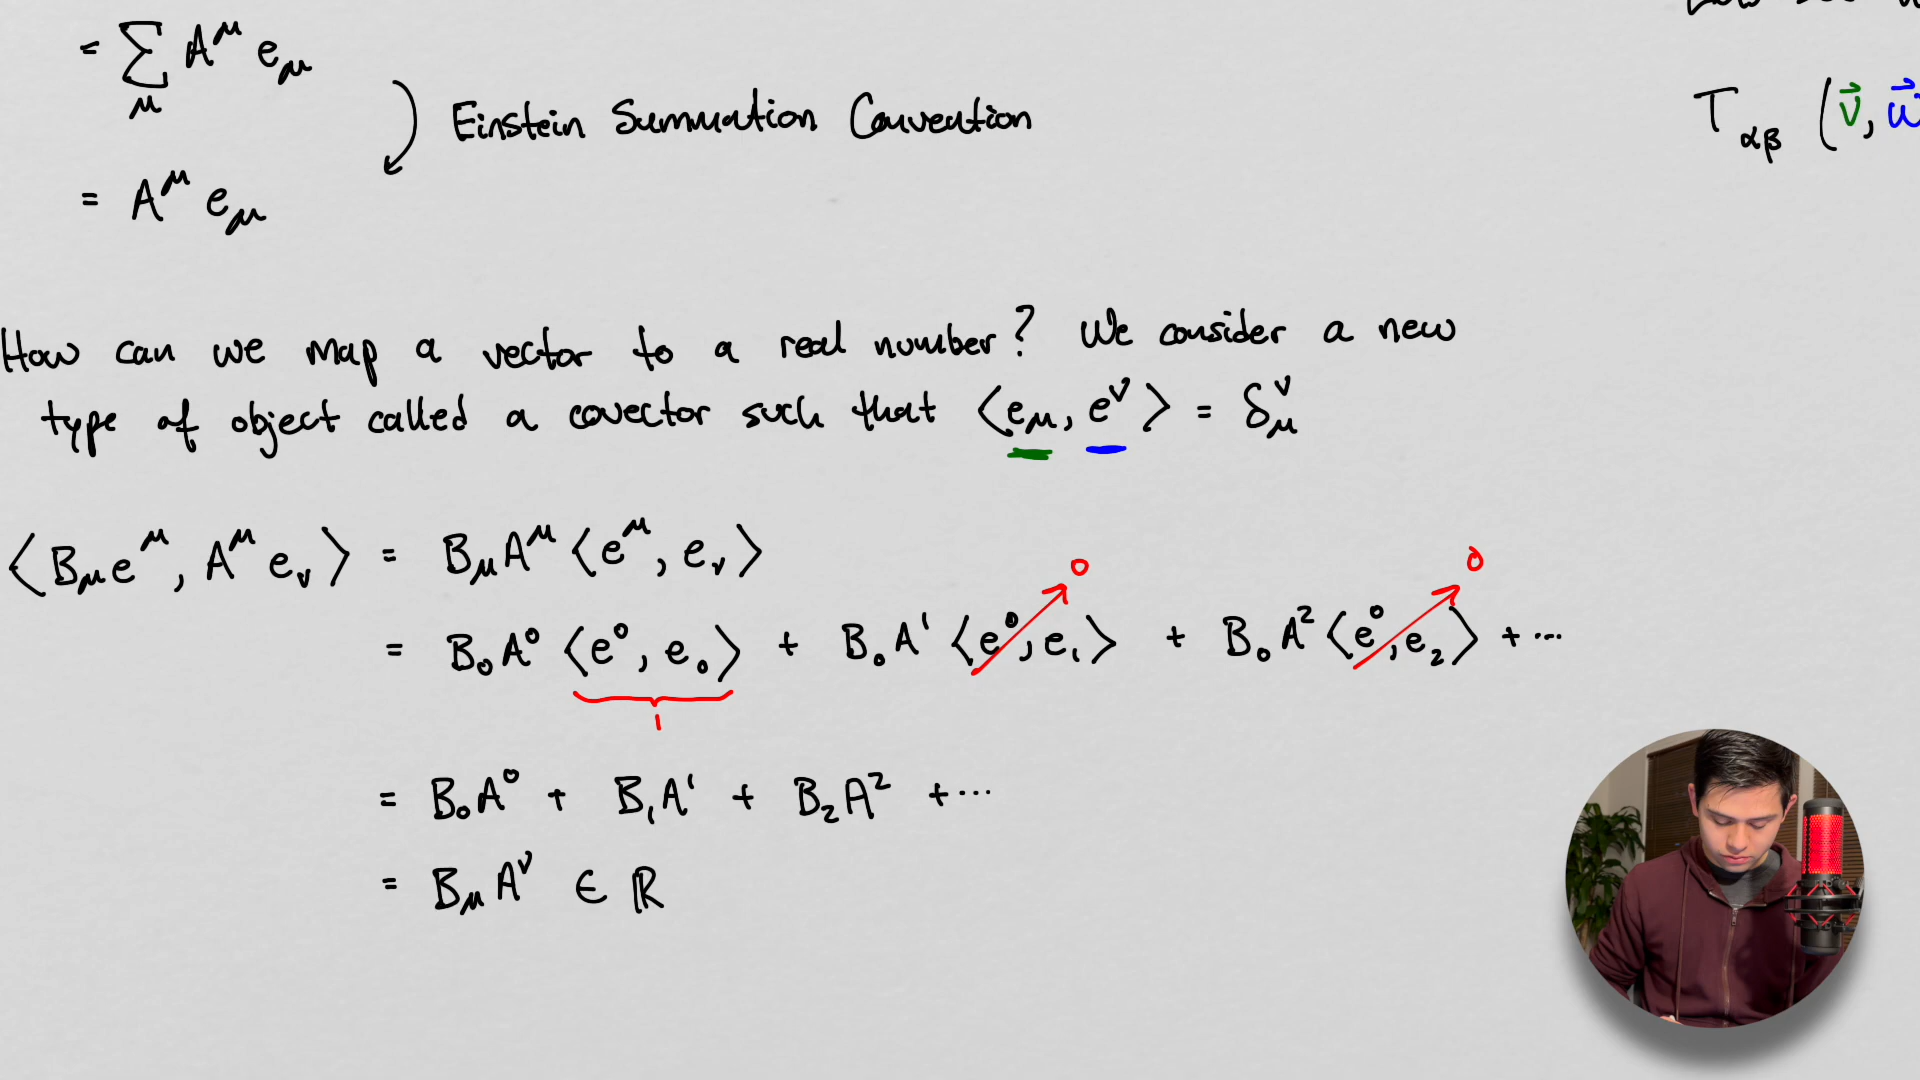 = ∑_μ A^μ e_μ
Einstein Summation Convention
= A^μ e_μ
T_αβ (v⃗, w⃗
How can we map a vector to a real number? We consider a new
type of object called a covector such that ⟨e_μ, e^ν⟩ = δ_μ^ν
⟨B_μ e^μ, A^μ e_ν⟩ = B_μ A^μ ⟨e^μ, e_ν⟩
= B_0 A^0 ⟨e^0, e_0⟩ + B_0 A^1 ⟨e^0, e_1⟩ 0 + B_0 A^2 ⟨e^0, e_2⟩ 0 + ...
1
= B_0 A^0 + B_1 A^1 + B_2 A^2 + ...
= B_μ A^ν ∈ ℝ